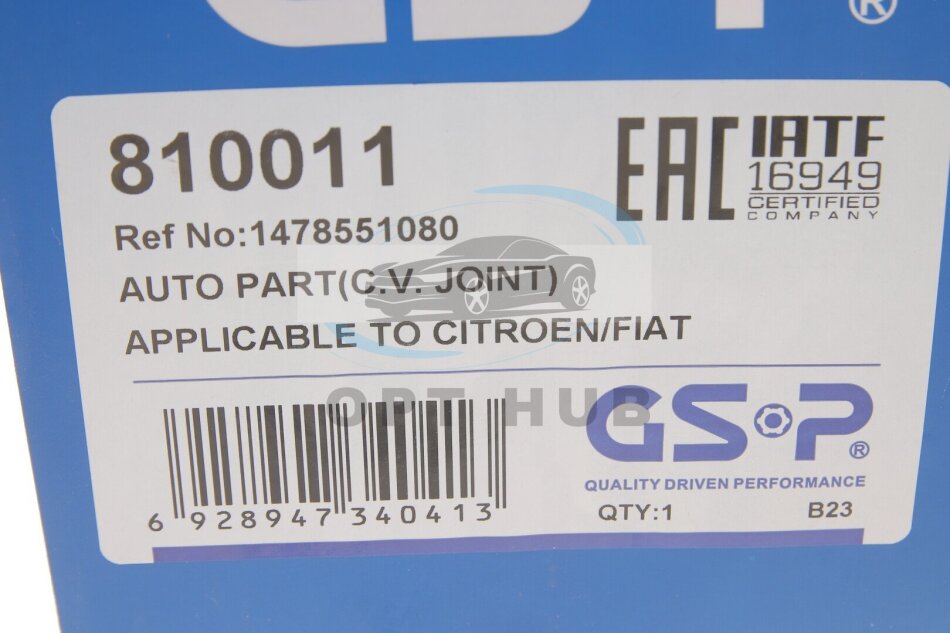 GSP®
810011
EAC
IATF
16949
CERTIFIED
COMPANY
Ref No:1478551080
AUTO PART(C.V. JOINT)
APPLICABLE TO CITROEN/FIAT
OPT HUB
GSP®
QUALITY DRIVEN PERFORMANCE
QTY:1 B23
6 928947 340413